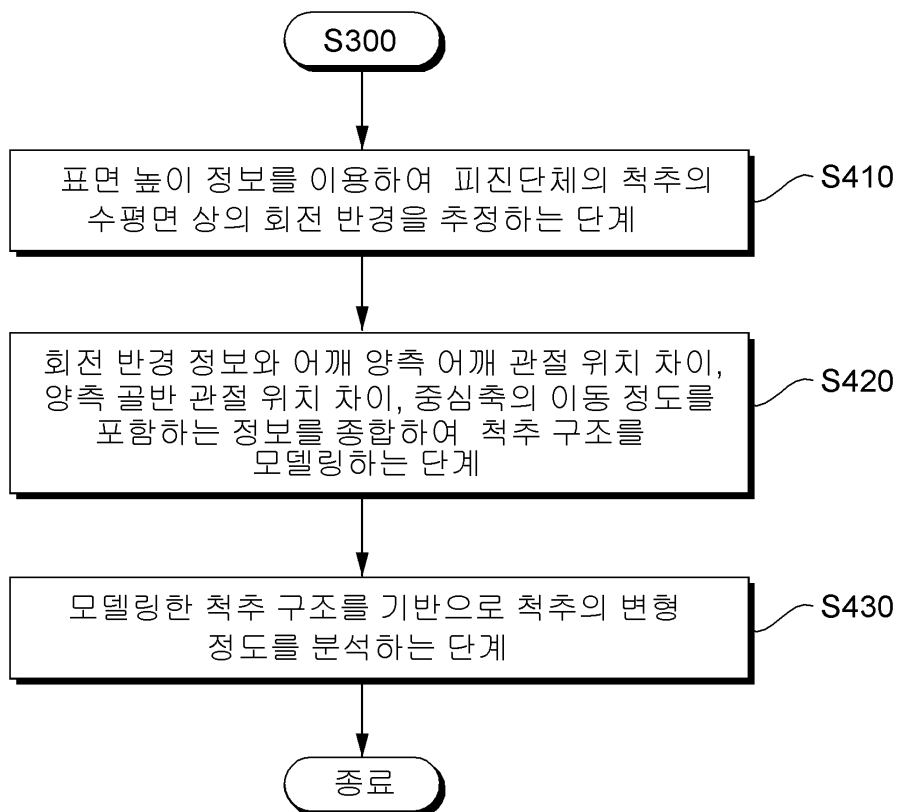 S300
표면 높이 정보를 이용하여 피진단체의 척추의
수평면 상의 회전 반경을 추정하는 단계
S410
회전 반경 정보와 어깨 양측 어깨 관절 위치 차이,
양측 골반 관절 위치 차이, 중심축의 이동 정도를
포함하는 정보를 종합하여 척추 구조를
모델링하는 단계
S420
모델링한 척추 구조를 기반으로 척추의 변형
정도를 분석하는 단계
S430
종료